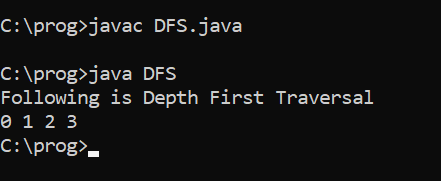 C:\prog>javac DFS.java
C:\prog>java DFS
Following is Depth First Traversal
0 1 2 3
C:\prog>